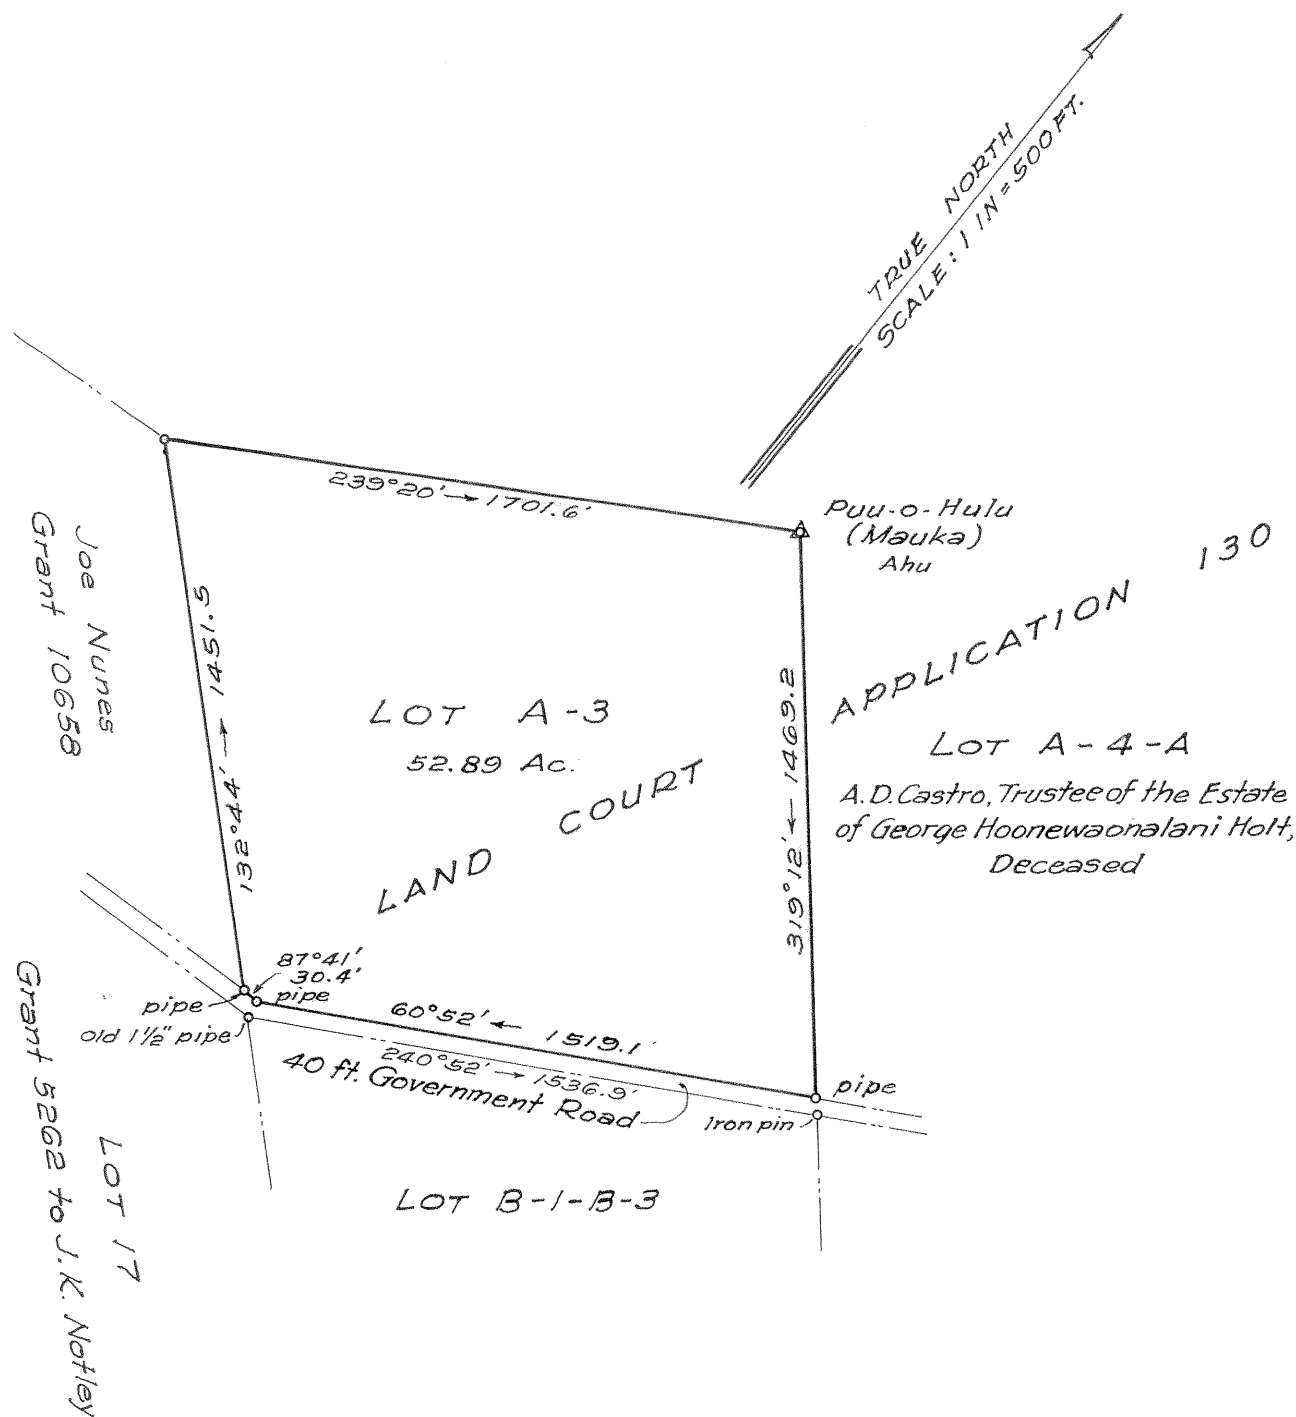 TRUE NORTH
SCALE: 1 IN = 500 FT.
239°20' → 1701.6'
Puu-o-Hulu
(Mauka)
Ahu
Joe Nunes
Grant 10658
132°44' → 1451.5
LOT A-3
52.89 Ac.
319°12' ← 1469.2
LAND COURT APPLICATION 130
LOT A-4-A
A.D. Castro, Trustee of the Estate
of George Hoonewaonalani Holt,
Deceased
87°41'
30.4'
pipe
pipe
old 1½" pipe
60°52' ← 1519.1'
240°52' → 1536.9'
40 ft. Government Road
pipe
Iron pin
LOT B-1-B-3
LOT 17
Grant 5262 to J.K. Notley